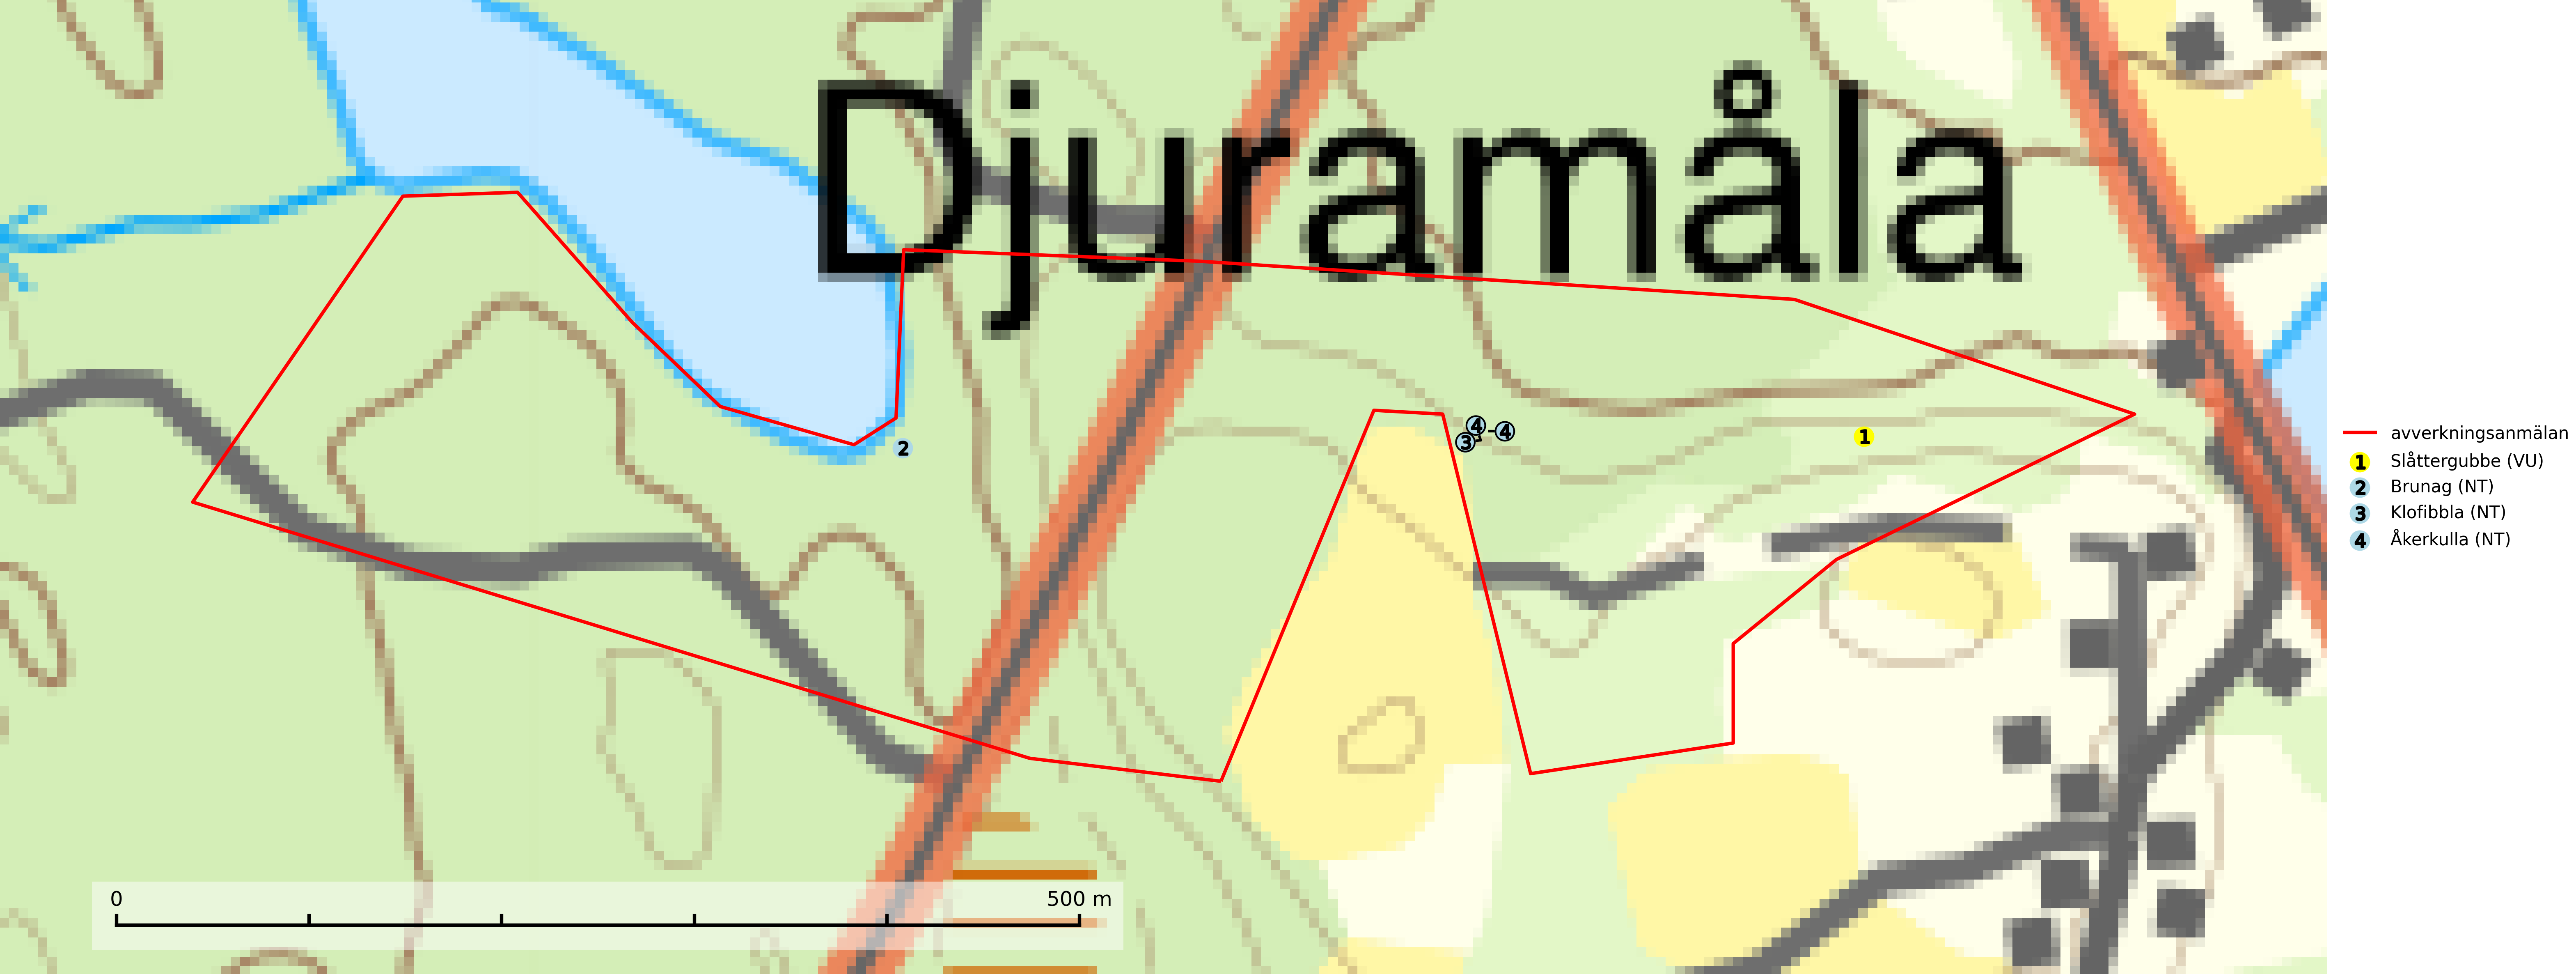 Djuramåla
4
4
3
1
2
avverkningsanmälan
1 Slåttergubbe (VU)
2 Brunag (NT)
3 Klofibbla (NT)
4 Åkerkulla (NT)
0 500 m